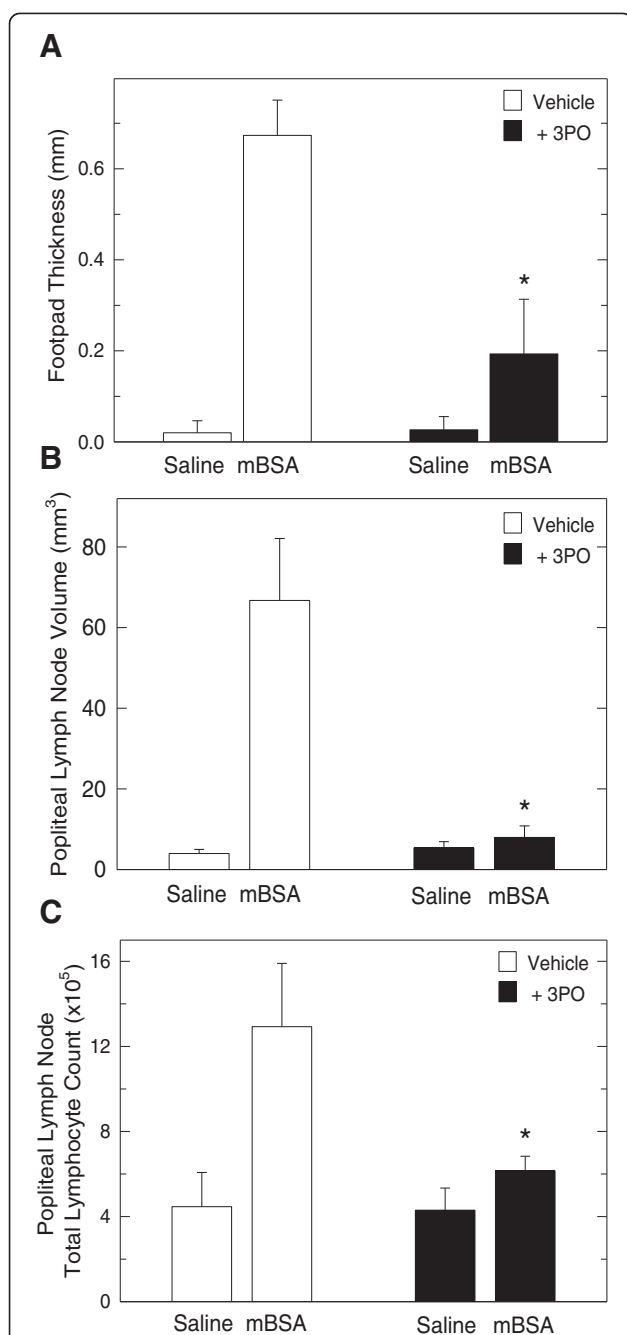 A
Footpad Thickness (mm)
0.6
0.4
0.2
0.0
Vehicle
+ 3PO
*
Saline mBSA Saline mBSA
B
Popliteal Lymph Node Volume (mm³)
80
60
40
20
0
Vehicle
+ 3PO
*
Saline mBSA Saline mBSA
C
Popliteal Lymph Node
Total Lymphocyte Count (x10⁵)
16
12
8
4
0
Vehicle
+ 3PO
*
Saline mBSA Saline mBSA